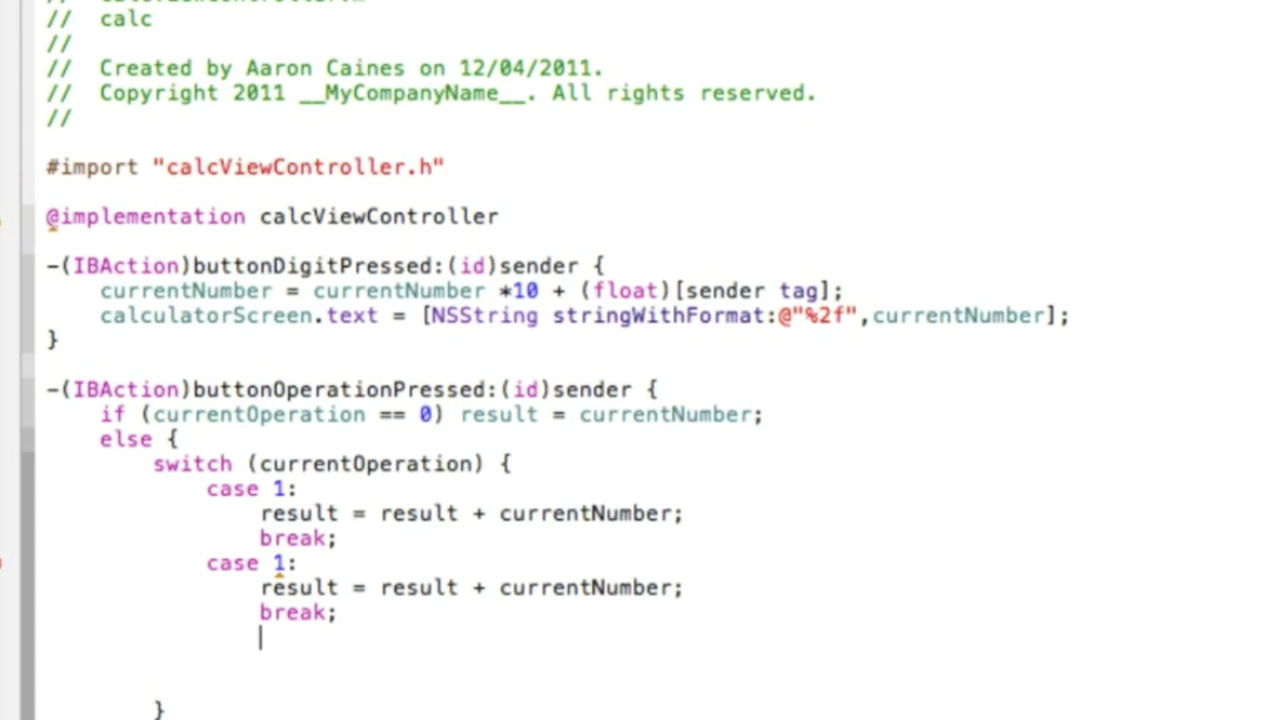 // calc
//
// Created by Aaron Caines on 12/04/2011.
// Copyright 2011 __MyCompanyName__. All rights reserved.
//
#import "calcViewController.h"
@implementation calcViewController
-(IBAction)buttonDigitPressed:(id)sender {
currentNumber = currentNumber *10 + (float)[sender tag];
calculatorScreen.text = [NSString stringWithFormat:@"%2f",currentNumber];
}
-(IBAction)buttonOperationPressed:(id)sender {
if (currentOperation == 0) result = currentNumber;
else {
switch (currentOperation) {
case 1:
result = result + currentNumber;
break;
case 1:
result = result + currentNumber;
break;
}